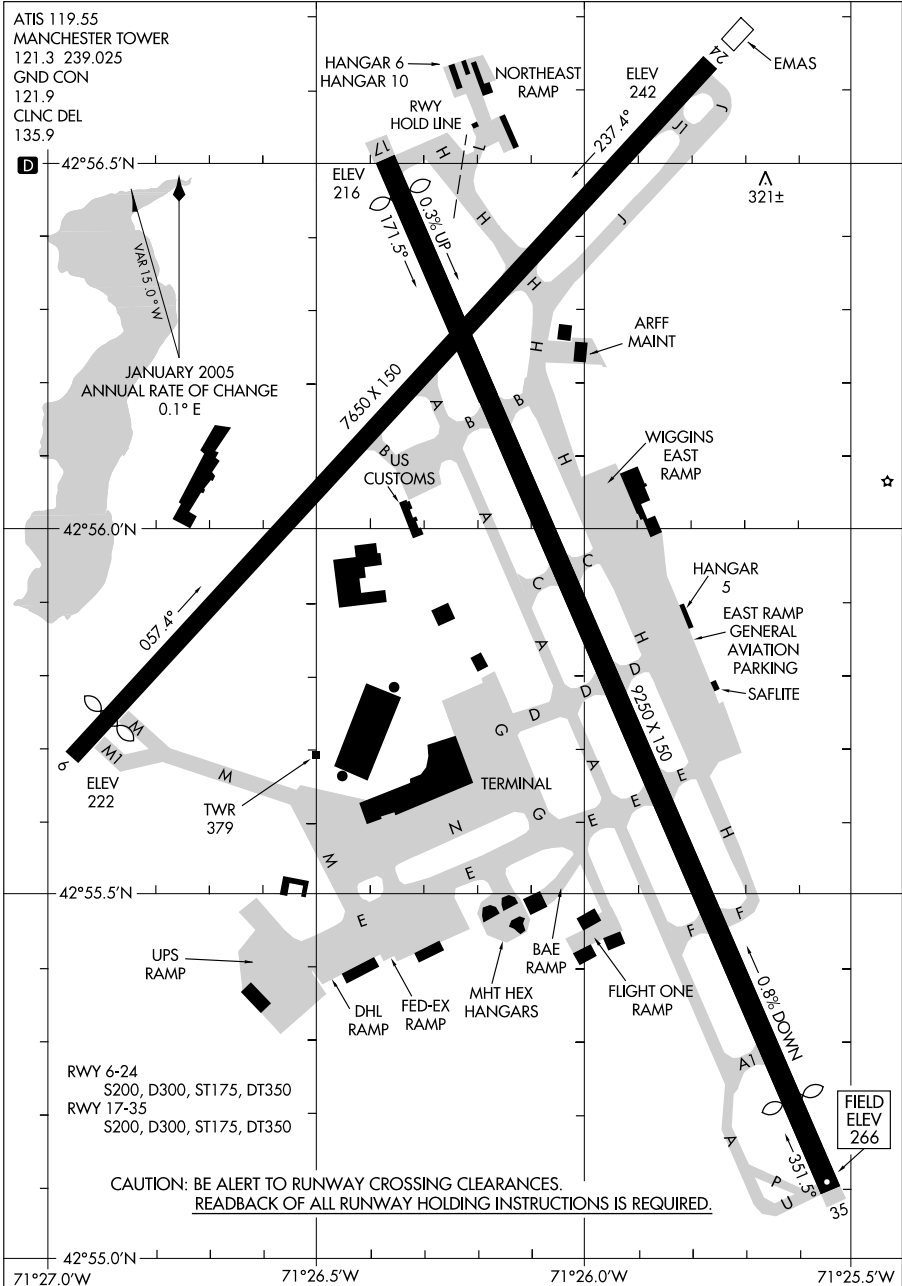 ATIS 119.55
MANCHESTER TOWER
121.3 239.025
GND CON
121.9
CLNC DEL
135.9
D
HANGAR 6
HANGAR 10
NORTHEAST
RAMP
RWY
HOLD LINE
ELEV
242
24
EMAS
J
J1
237.4°
42°56.5'N
17
H
L
ELEV
216
0.3% UP
171.5°
H
J
321±
VAR 15.0° W
H
JANUARY 2005
ANNUAL RATE OF CHANGE
0.1° E
H
ARFF
MAINT
7650 X 150
A
B
B
B
H
US
CUSTOMS
WIGGINS
EAST
RAMP
A
42°56.0'N
C
C
057.4°
HANGAR
5
A
H
EAST RAMP
GENERAL
AVIATION
PARKING
D
D
D
SAFLITE
G
9250 X 150
M
M1
6
ELEV
222
M
TWR
379
TERMINAL
A
E
N
G
E
E
E
H
M
E
42°55.5'N
E
F
F
UPS
RAMP
BAE
RAMP
DHL
RAMP
FED-EX
RAMP
MHT HEX
HANGARS
FLIGHT ONE
RAMP
0.8% DOWN
A1
RWY 6-24
S200, D300, ST175, DT350
RWY 17-35
S200, D300, ST175, DT350
FIELD
ELEV
266
A
351.5°
P
U
35
CAUTION: BE ALERT TO RUNWAY CROSSING CLEARANCES.
READBACK OF ALL RUNWAY HOLDING INSTRUCTIONS IS REQUIRED.
42°55.0'N
71°27.0'W
71°26.5'W
71°26.0'W
71°25.5'W